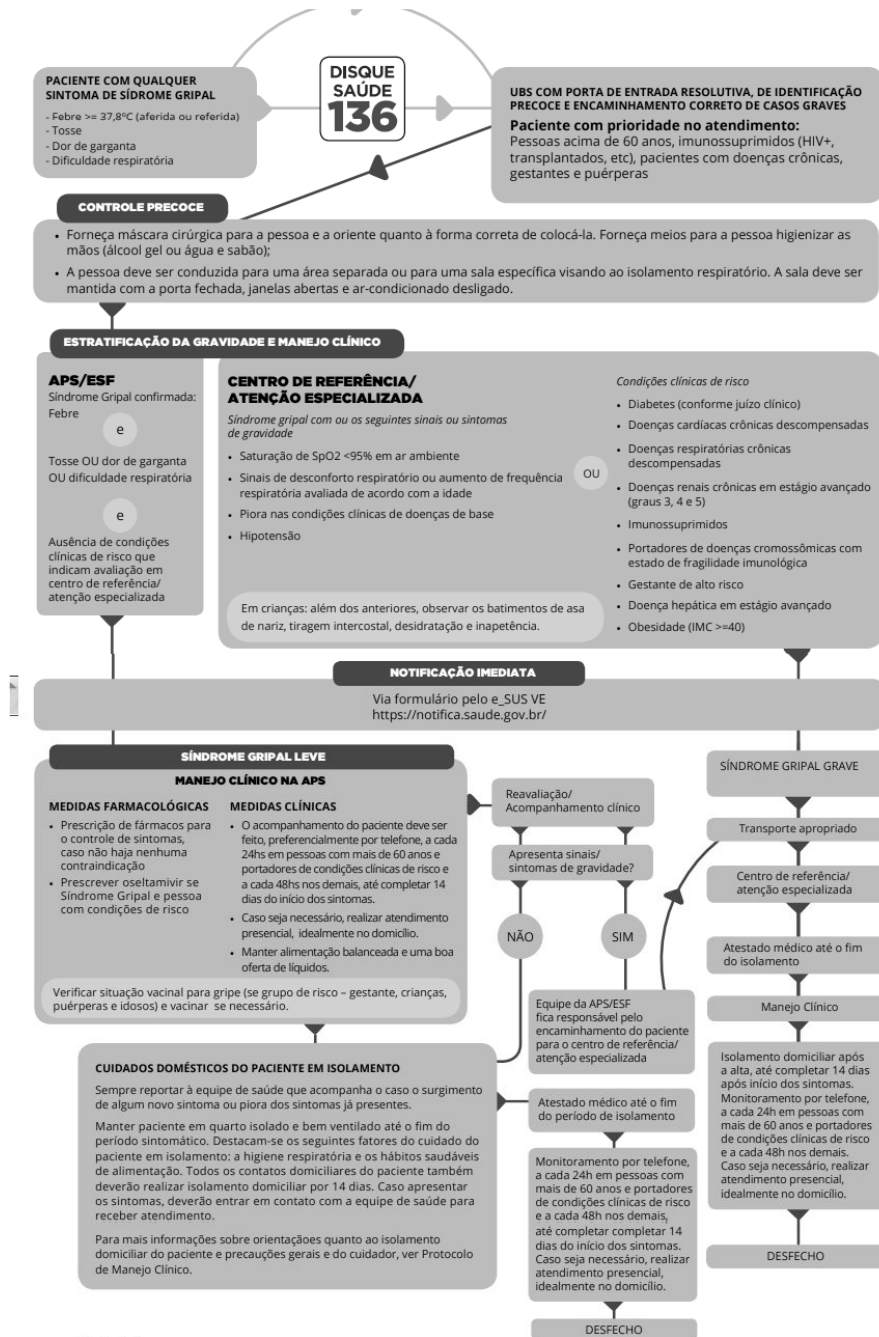 PACIENTE COM QUALQUER
SINTOMA DE SÍDROME GRIPAL
- Febre >= 37,8ºC (aferida ou referida)
- Tosse
- Dor de garganta
- Dificuldade respiratória
DISQUE
SAÚDE
136
UBS COM PORTA DE ENTRADA RESOLUTIVA, DE IDENTIFICAÇÃO
PRECOCE E ENCAMINHAMENTO CORRETO DE CASOS GRAVES
Paciente com prioridade no atendimento:
Pessoas acima de 60 anos, imunossuprimidos (HIV+,
transplantados, etc), pacientes com doenças crônicas,
gestantes e puérperas
CONTROLE PRECOCE
• Forneça máscara cirúrgica para a pessoa e a oriente quanto à forma correta de colocá-la. Forneça meios para a pessoa higienizar as
mãos (álcool gel ou água e sabão);
• A pessoa deve ser conduzida para uma área separada ou para uma sala específica visando ao isolamento respiratório. A sala deve ser
mantida com a porta fechada, janelas abertas e ar-condicionado desligado.
ESTRATIFICAÇÃO DA GRAVIDADE E MANEJO CLÍNICO
APS/ESF
Síndrome Gripal confirmada:
Febre
e
Tosse OU dor de garganta
OU dificuldade respiratória
e
Ausência de condições
clínicas de risco que
indicam avaliação em
centro de referência/
atenção especializada
CENTRO DE REFERÊNCIA/
ATENÇÃO ESPECIALIZADA
Síndrome gripal com ou os seguintes sinais ou sintomas
de gravidade
• Saturação de SpO2 <95% em ar ambiente
• Sinais de desconforto respiratório ou aumento de frequência
respiratória avaliada de acordo com a idade
• Piora nas condições clínicas de doenças de base
• Hipotensão
Em crianças: além dos anteriores, observar os batimentos de asa
de nariz, tiragem intercostal, desidratação e inapetência.
OU
Condições clínicas de risco
• Diabetes (conforme juízo clínico)
• Doenças cardíacas crônicas descompensadas
• Doenças respiratórias crônicas
descompensadas
• Doenças renais crônicas em estágio avançado
(graus 3, 4 e 5)
• Imunossuprimidos
• Portadores de doenças cromossômicas com
estado de fragilidade imunológica
• Gestante de alto risco
• Doença hepática em estágio avançado
• Obesidade (IMC >=40)
NOTIFICAÇÃO IMEDIATA
Via formulário pelo e_SUS VE
https://notifica.saude.gov.br/
SÍNDROME GRIPAL LEVE
MANEJO CLÍNICO NA APS
MEDIDAS FARMACOLÓGICAS
• Prescrição de fármacos para
o controle de sintomas,
caso não haja nenhuma
contraindicação
• Prescrever oseltamivir se
Síndrome Gripal e pessoa
com condições de risco
MEDIDAS CLÍNICAS
• O acompanhamento do paciente deve ser
feito, preferencialmente por telefone, a cada
24hs em pessoas com mais de 60 anos e
portadores de condições clínicas de risco e
a cada 48hs nos demais, até completar 14
dias do início dos sintomas.
• Caso seja necessário, realizar atendimento
presencial, idealmente no domicílio.
• Manter alimentação balanceada e uma boa
oferta de líquidos.
Verificar situação vacinal para gripe (se grupo de risco – gestante, crianças,
puérperas e idosos) e vacinar se necessário.
Reavaliação/
Acompanhamento clínico
Apresenta sinais/
sintomas de gravidade?
NÃO
SIM
Equipe da APS/ESF
fica responsável pelo
encaminhamento do paciente
para o centro de referência/
atenção especializada
SÍNDROME GRIPAL GRAVE
Transporte apropriado
Centro de referência/
atenção especializada
Atestado médico até o fim
do isolamento
Manejo Clínico
Isolamento domiciliar após
a alta, até completar 14 dias
após início dos sintomas.
Monitoramento por telefone,
a cada 24h em pessoas com
mais de 60 anos e portadores
de condições clínicas de risco
e a cada 48h nos demais.
Caso seja necessário, realizar
atendimento presencial,
idealmente no domicílio.
DESFECHO
CUIDADOS DOMÉSTICOS DO PACIENTE EM ISOLAMENTO
Sempre reportar à equipe de saúde que acompanha o caso o surgimento
de algum novo sintoma ou piora dos sintomas já presentes.
Manter paciente em quarto isolado e bem ventilado até o fim do
período sintomático. Destacam-se os seguintes fatores do cuidado do
paciente em isolamento: a higiene respiratória e os hábitos saudáveis
de alimentação. Todos os contatos domiciliares do paciente também
deverão realizar isolamento domiciliar por 14 dias. Caso apresentar
os sintomas, deverão entrar em contato com a equipe de saúde para
receber atendimento.
Para mais informações sobre orientaçãoes quanto ao isolamento
domiciliar do paciente e precauções gerais e do cuidador, ver Protocolo
de Manejo Clínico.
Atestado médico até o fim
do período de isolamento
Monitoramento por telefone,
a cada 24h em pessoas com
mais de 60 anos e portadores
de condições clínicas de risco
e a cada 48h nos demais,
até completar completar 14
dias do início dos sintomas.
Caso seja necessário, realizar
atendimento presencial,
idealmente no domicílio.
DESFECHO